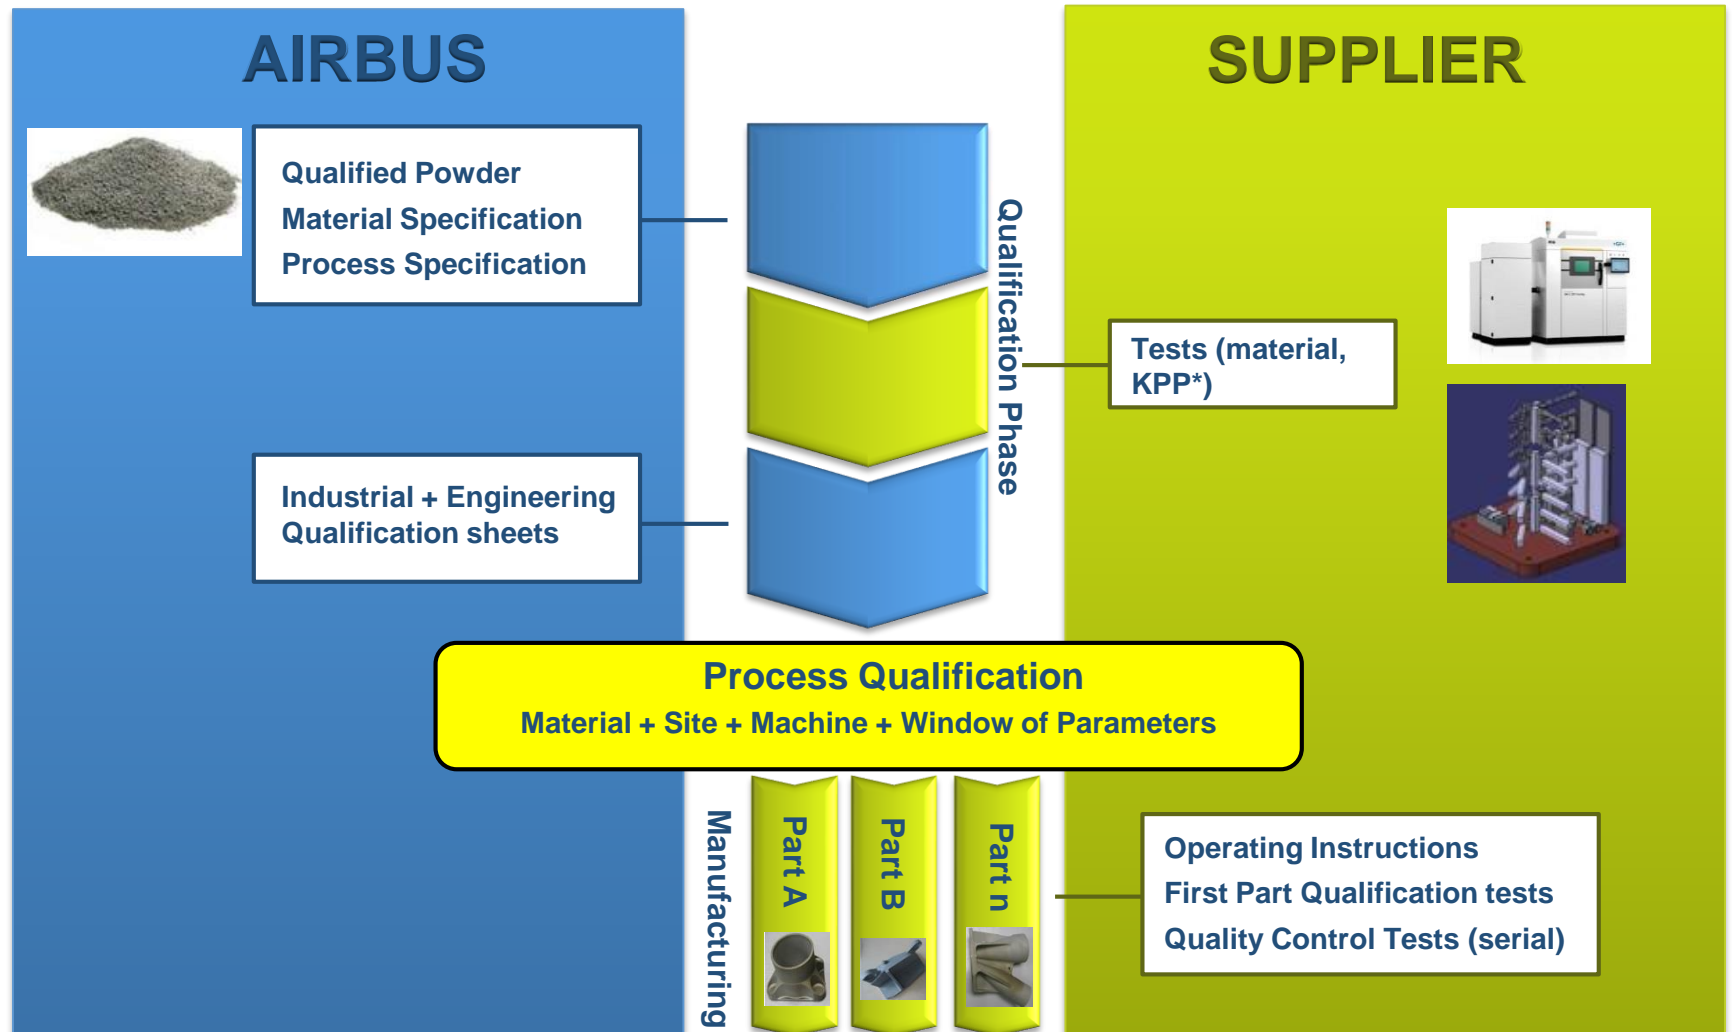 AIRBUS
SUPPLIER
Qualified Powder
Material Specification
Process Specification
Qualification Phase
Tests (material,
KPP*)
Industrial + Engineering
Qualification sheets
Process Qualification
Material + Site + Machine + Window of Parameters
Manufacturing
Part A
Part B
Part n
Operating Instructions
First Part Qualification tests
Quality Control Tests (serial)